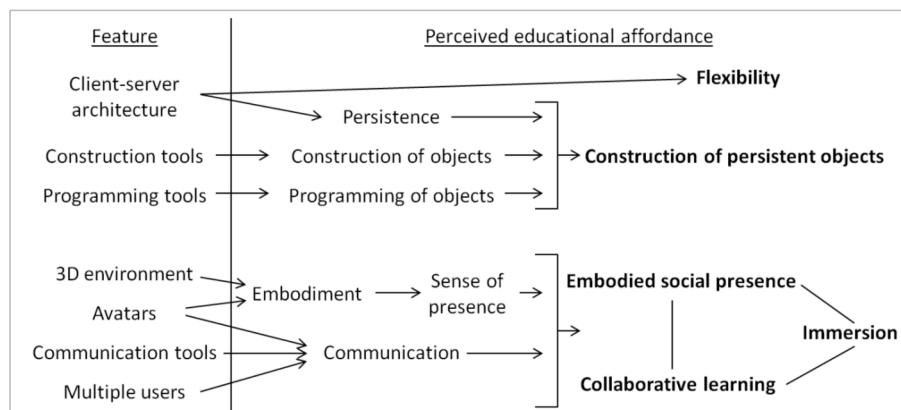 Feature
Perceived educational affordance
Client-server
architecture
Flexibility
Persistence
Construction tools
Construction of objects
Construction of persistent objects
Programming tools
Programming of objects
3D environment
Avatars
Embodiment
Sense of
presence
Embodied social presence
Immersion
Communication tools
Communication
Multiple users
Collaborative learning